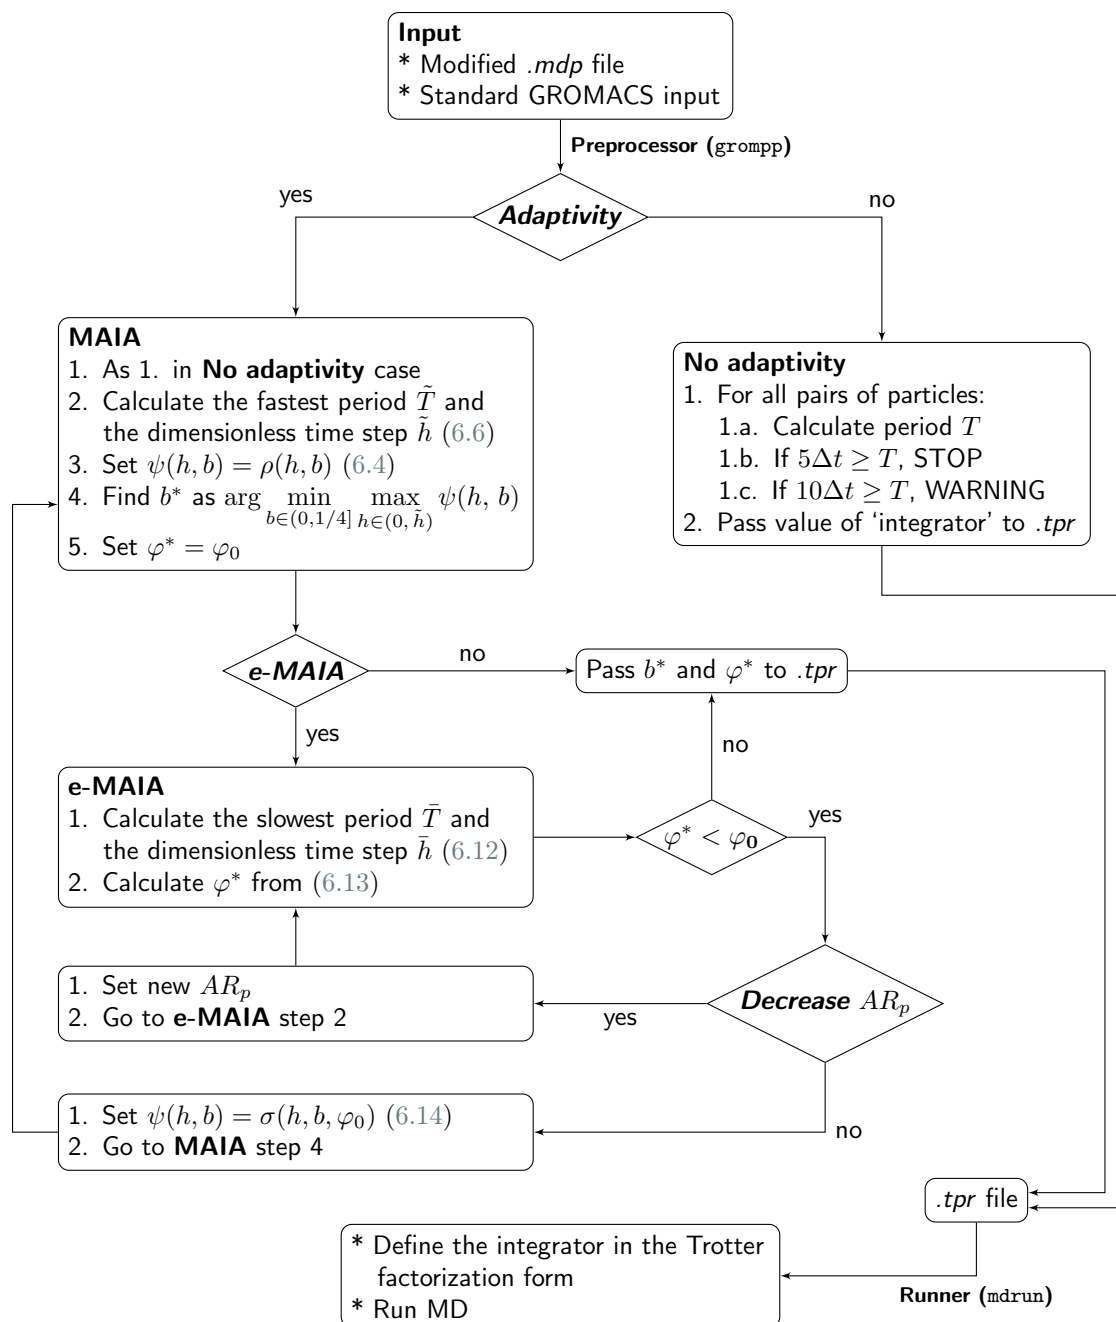 Input
* Modified .mdp file
* Standard GROMACS input
Preprocessor (grompp)
yes
no
Adaptivity
MAIA
1. As 1. in No adaptivity case
2. Calculate the fastest period T̃ and
the dimensionless time step h̃ (6.6)
3. Set ψ(h, b) = ρ(h, b) (6.4)
4. Find b* as arg min max ψ(h, b)
b∈(0,1/4] h∈(0,h̃)
5. Set φ* = φ₀
No adaptivity
1. For all pairs of particles:
1.a. Calculate period T
1.b. If 5Δt ≥ T, STOP
1.c. If 10Δt ≥ T, WARNING
2. Pass value of ‘integrator’ to .tpr
e-MAIA
no
Pass b* and φ* to .tpr
yes
no
e-MAIA
1. Calculate the slowest period T̄ and
the dimensionless time step h̄ (6.12)
2. Calculate φ* from (6.13)
φ* < φ₀
yes
1. Set new AR_p
2. Go to e-MAIA step 2
yes
Decrease AR_p
1. Set ψ(h, b) = σ(h, b, φ₀) (6.14)
2. Go to MAIA step 4
no
.tpr file
* Define the integrator in the Trotter
factorization form
* Run MD
Runner (mdrun)